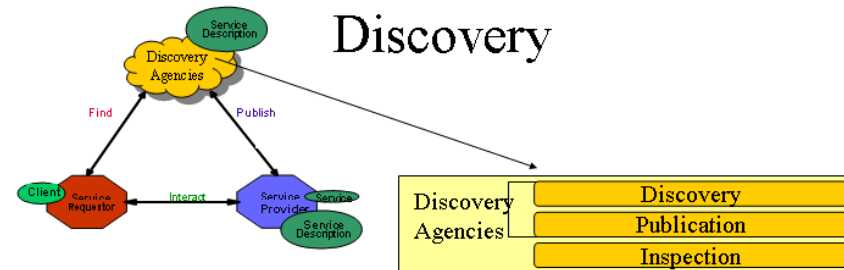 Discovery
Service
Description
Discovery
Agencies
Find
Publish
Client
Service
Requestor
Interact
Service
Provider
Service
Service
Description
Discovery
Agencies
Discovery
Publication
Inspection